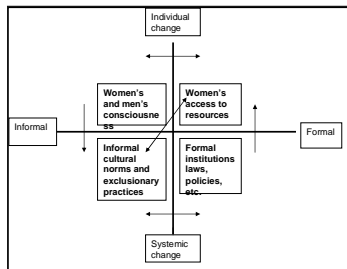 Individual
change
Women's
and men's
consciousne
ss
Women's
access to
resources
Informal
Formal
Informal
cultural
norms and
exclusionary
practices
Formal
institutions
laws,
policies,
etc.
Systemic
change